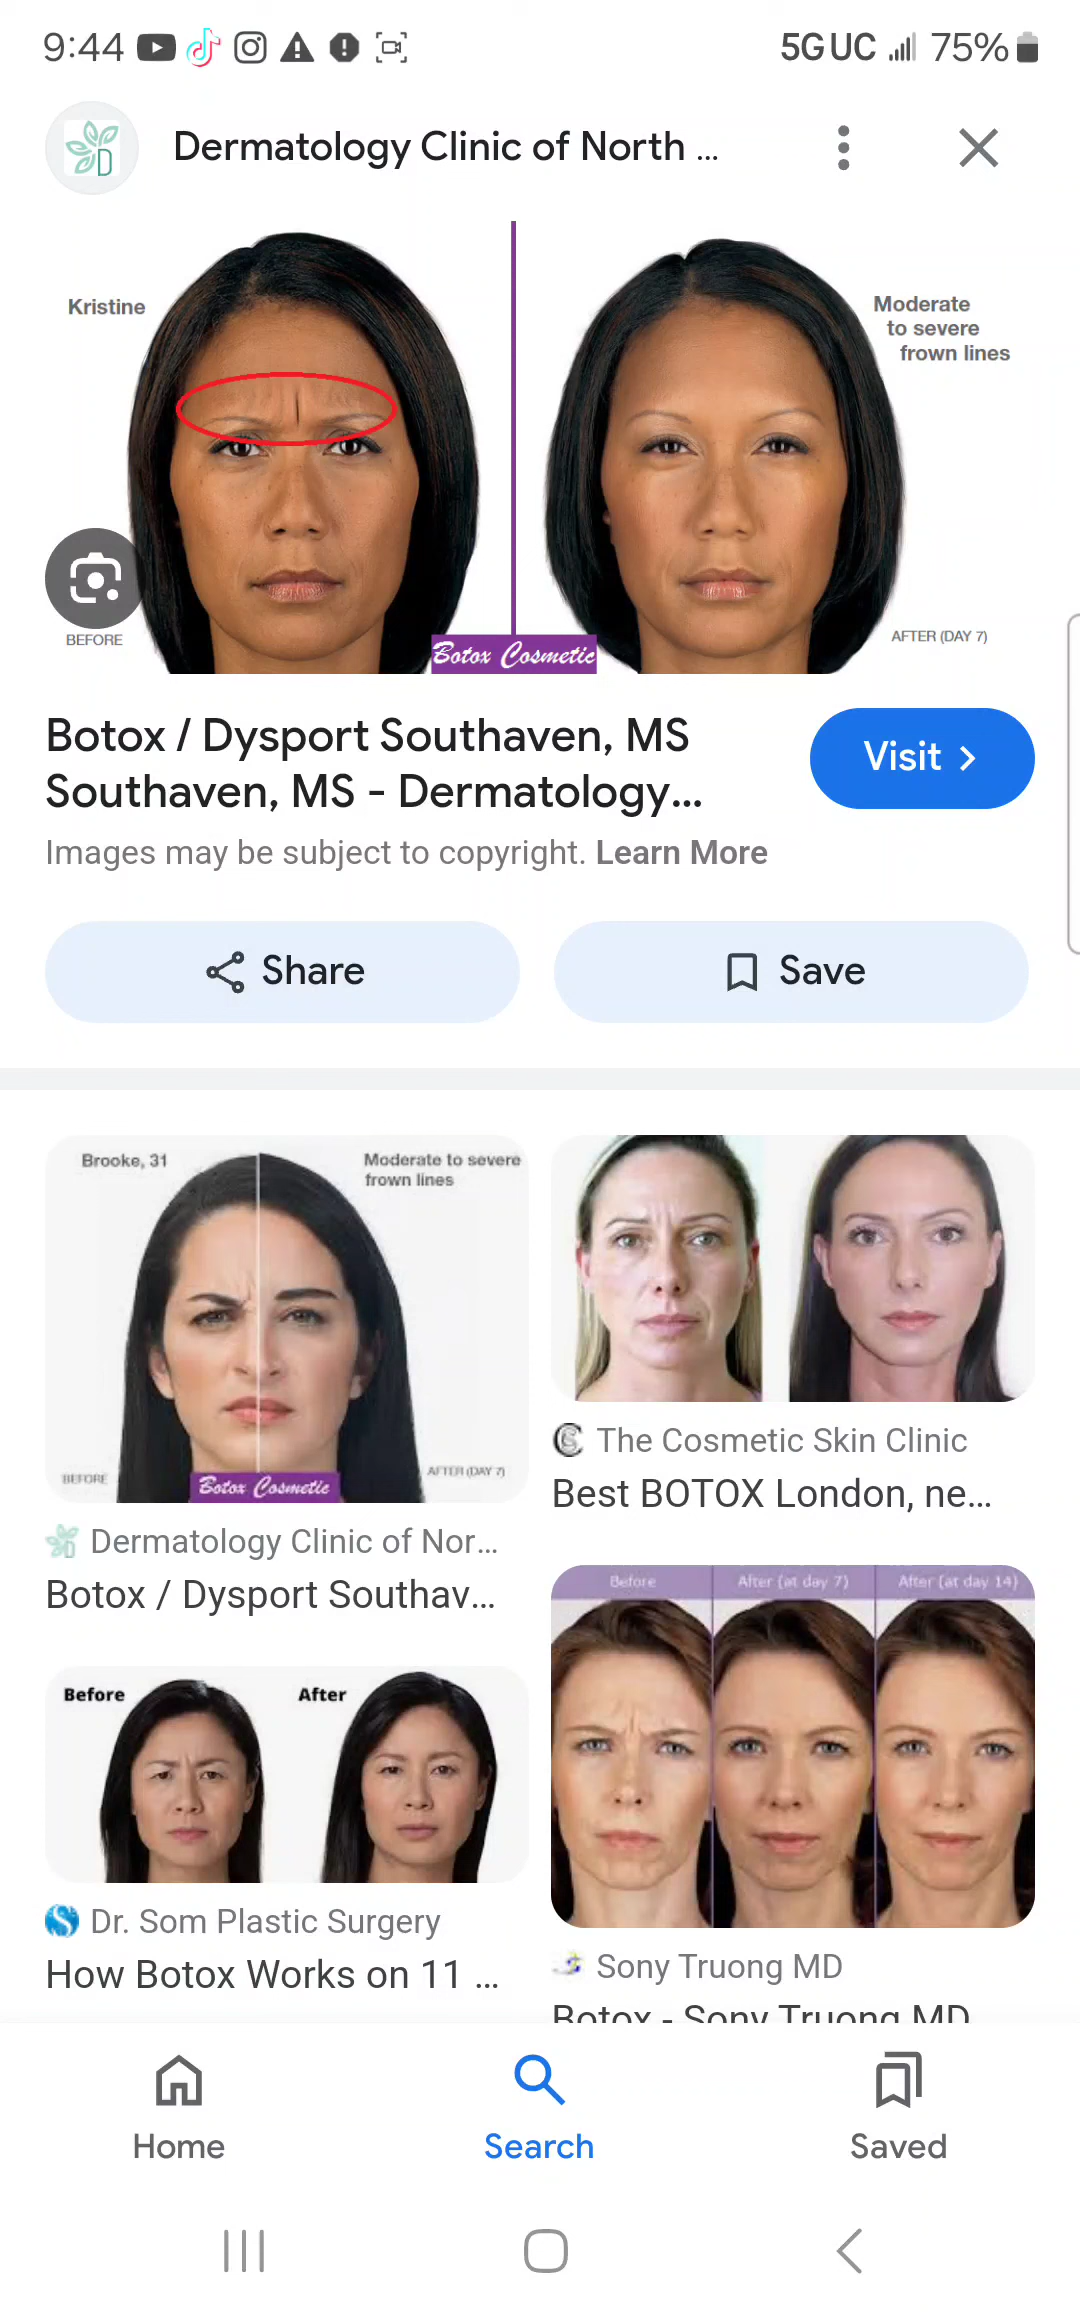 9:44
5G UC 75%
Dermatology Clinic of North ...
Kristine
Moderate
to severe
frown lines
BEFORE
AFTER (DAY 7)
Botox Cosmetic
Botox / Dysport Southaven, MS
Southaven, MS - Dermatology...
Visit
Images may be subject to copyright. Learn More
Share
Save
Brooke, 31
Moderate to severe
frown lines
BEFORE
AFTER (DAY 7)
Botox Cosmetic
Dermatology Clinic of Nor...
Botox / Dysport Southav...
The Cosmetic Skin Clinic
Best BOTOX London, ne...
Before
After
Dr. Som Plastic Surgery
How Botox Works on 11 ...
Before
After (at day 7)
After (at day 14)
Sony Truong MD
Botox - Sony Truong MD
Home
Search
Saved